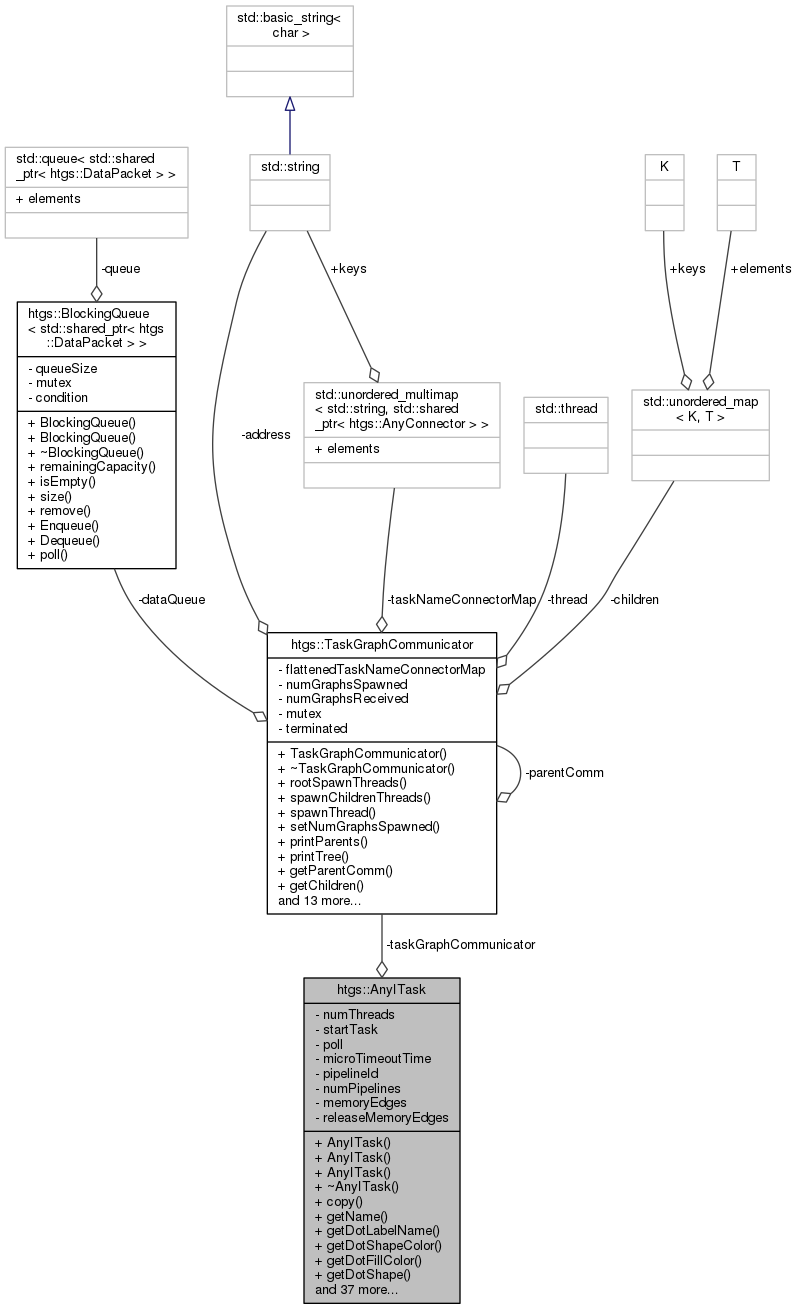 std::basic_string<
char >
std::queue< std::shared
_ptr< htgs::DataPacket > >
+ elements
std::string
K
T
-queue
+keys
+keys
+elements
htgs::BlockingQueue
< std::shared_ptr< htgs
::DataPacket > >
- queueSize
- mutex
- condition
+ BlockingQueue()
+ BlockingQueue()
+ ~BlockingQueue()
+ remainingCapacity()
+ isEmpty()
+ size()
+ remove()
+ Enqueue()
+ Dequeue()
+ poll()
-address
std::unordered_multimap
< std::string, std::shared
_ptr< htgs::AnyConnector > >
+ elements
std::thread
std::unordered_map
< K, T >
-dataQueue
-taskNameConnectorMap
-thread
-children
htgs::TaskGraphCommunicator
- flattenedTaskNameConnectorMap
- numGraphsSpawned
- numGraphsReceived
- mutex
- terminated
+ TaskGraphCommunicator()
+ ~TaskGraphCommunicator()
+ rootSpawnThreads()
+ spawnChildrenThreads()
+ spawnThread()
+ setNumGraphsSpawned()
+ printParents()
+ printTree()
+ getParentComm()
+ getChildren()
and 13 more...
-parentComm
-taskGraphCommunicator
htgs::AnyITask
- numThreads
- startTask
- poll
- microTimeoutTime
- pipelineId
- numPipelines
- memoryEdges
- releaseMemoryEdges
+ AnyITask()
+ AnyITask()
+ AnyITask()
+ ~AnyITask()
+ copy()
+ getName()
+ getDotLabelName()
+ getDotShapeColor()
+ getDotFillColor()
+ getDotShape()
and 37 more...